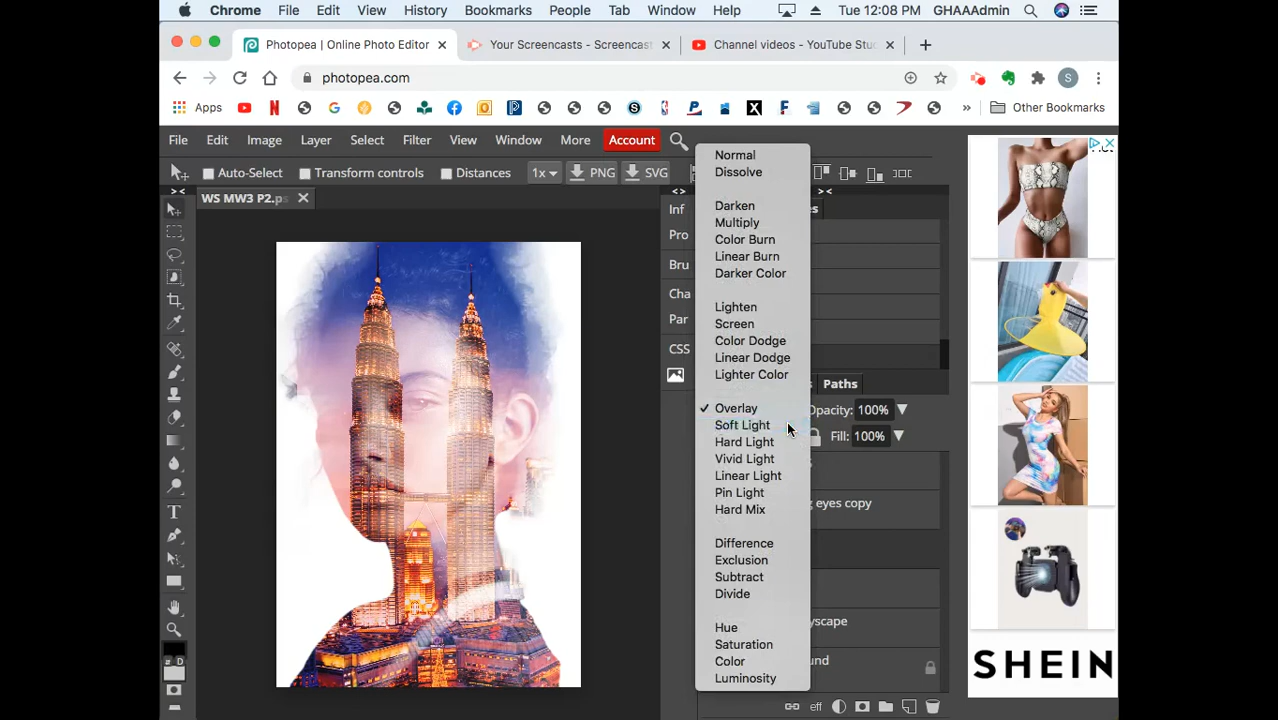 Chrome File Edit View History Bookmarks People Tab Window Help Tue 12:08 PM GHAAAdmin
Photopea | Online Photo Editor Your Screencasts - Screencast Channel videos - YouTube Stu
photopea.com S
Apps Other Bookmarks
File Edit Image Layer Select Filter View Window More Account
Auto-Select Transform controls Distances 1x PNG SVG
WS MW3 P2.ps
Inf
Pro
Bru
Cha
Par
CSS
Normal
Dissolve
Darken
Multiply
Color Burn
Linear Burn
Darker Color
Lighten
Screen
Color Dodge
Linear Dodge
Lighter Color
Overlay
Soft Light
Hard Light
Vivid Light
Linear Light
Pin Light
Hard Mix
Difference
Exclusion
Subtract
Divide
Hue
Saturation
Color
Luminosity
Paths
Opacity: 100%
Fill: 100%
g eyes copy
yscape
und
eff
SHEIN